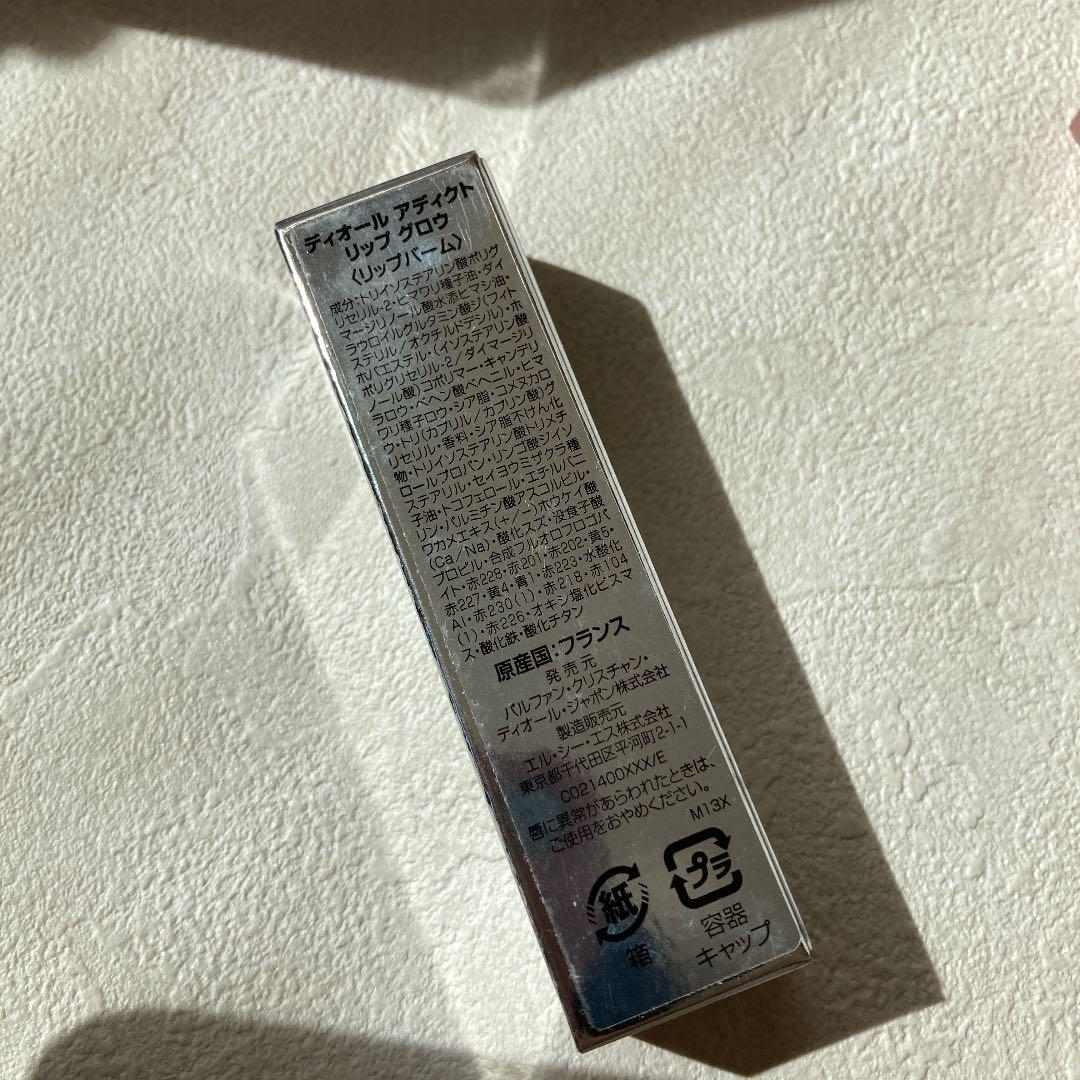 ディオール アディクト
リップ グロウ
〈リップバーム〉
成分:トリイソステアリン酸ポリグ
リセリル-2・ヒマワリ種子油・ダイ
マージリノール酸水添ヒマシ油・
ラウロイルグルタミン酸ジ(フィト
ステリル/オクチルドデシル)・ホ
ホバエステル・(イソステアリン酸
ポリグリセリル-2/ダイマージリ
ノール酸)コポリマー・キャンデリ
ラロウ・ベヘン酸ベヘニル・ヒマ
ワリ種子ロウ・シア脂・コメヌカロ
ウ・トリ(カプリル/カプリン酸)グ
リセリル・香料・シア脂不けん化
物・トリイソステアリン酸トリメチ
ロールプロパン・リンゴ酸ジイソ
ステアリル・セイヨウミザクラ種
子油・トコフェロール・エチルバニ
リン・パルミチン酸アスコルビル・
ワカメエキス(+/-)ホウケイ酸
(Ca/Na)・酸化スズ・没食子酸
プロピル・合成フルオロフロゴパ
イト・赤228・赤201・赤202・黄5・
赤227・黄4・青1・赤223・水酸化
Al・赤230(1)・赤218・赤104
(1)・赤226・オキシ塩化ビスマ
ス・酸化鉄・酸化チタン
原産国:フランス
発売元
パルファン・クリスチャン・
ディオール・ジャポン株式会社
製造販売元
エル・シー・エス株式会社
東京都千代田区平河町2-1-1
C021400XXX/E
唇に異常があらわれたときは、
ご使用をおやめください。
M13X
紙 プラ
箱 容器
キャップ